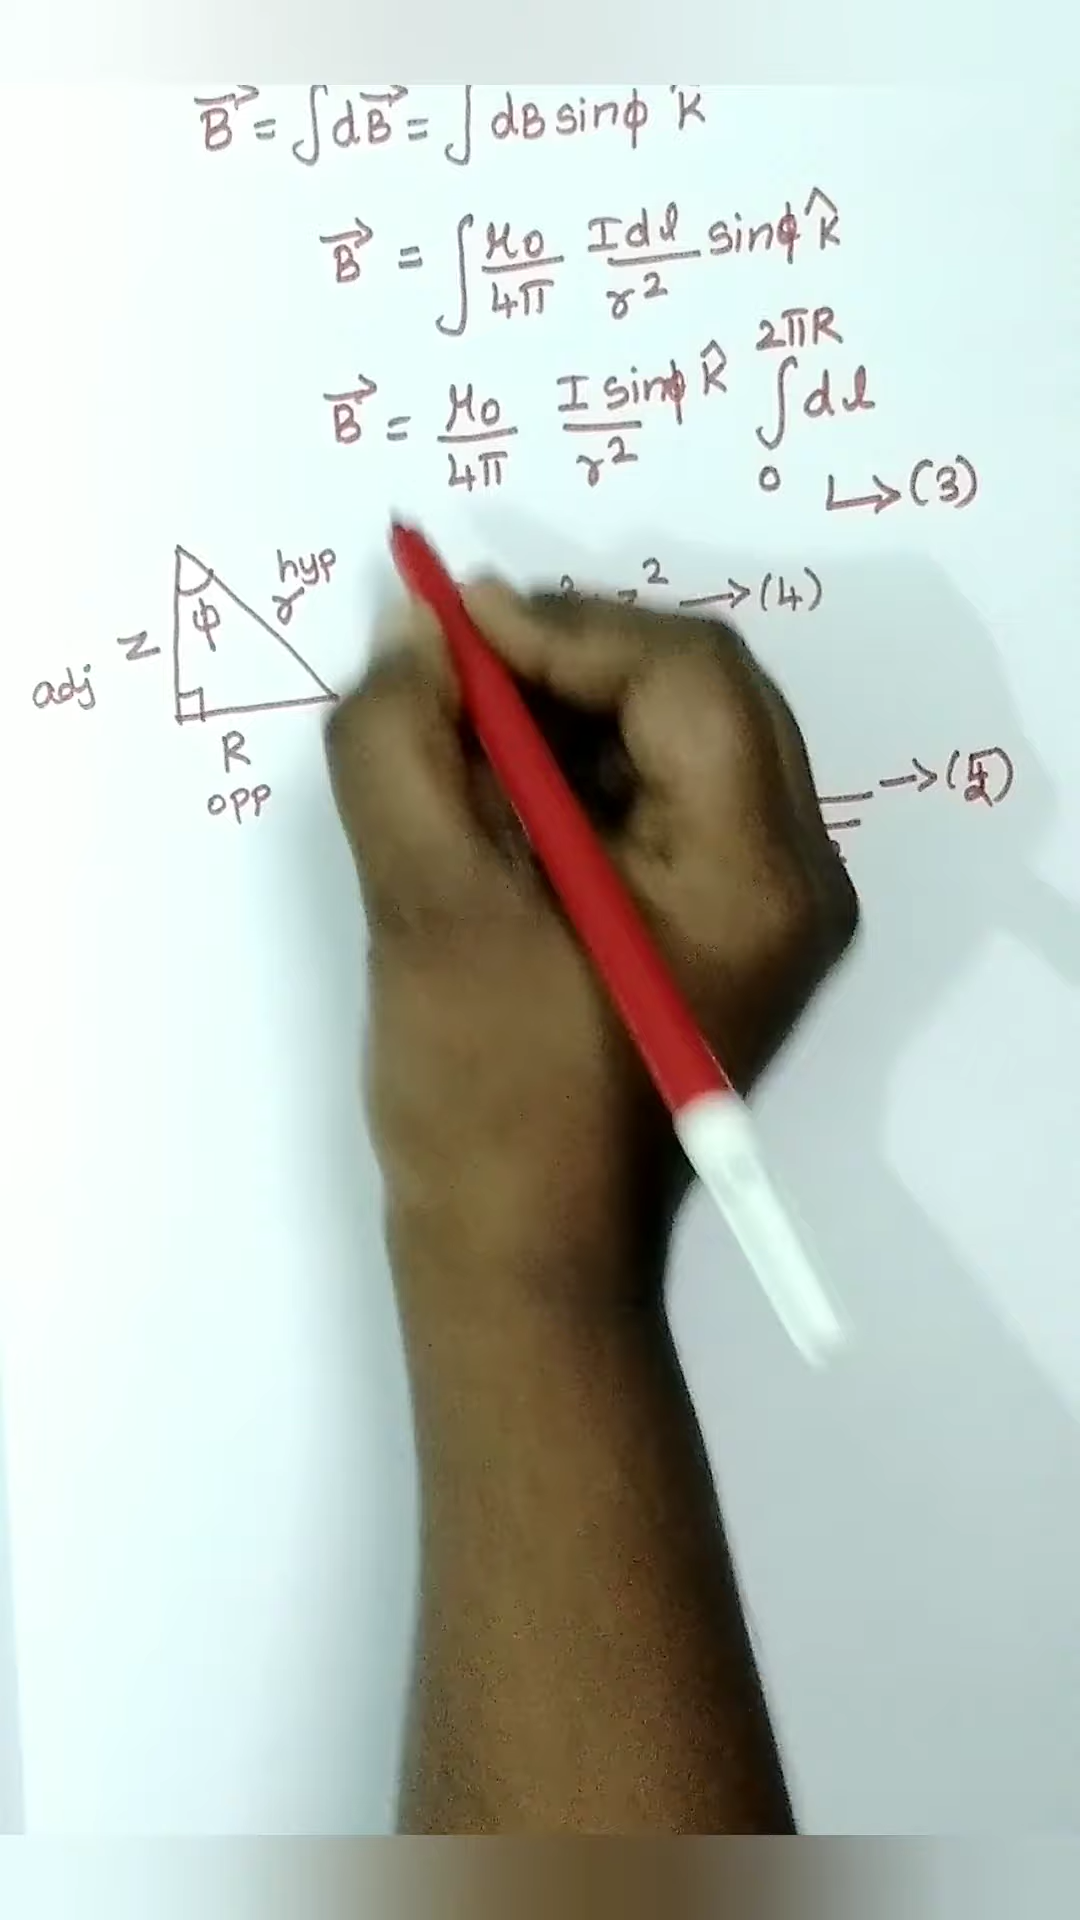 B⃗ = ∫dB⃗ = ∫ dB sinϕ k̂
B⃗ = ∫ μ0/4π Idl/r² sinϕ k̂
B⃗ = μ0/4π I sinϕ k̂/r² ∫₀^2πR dl
→(3)
hyp
r
ϕ
z
adj
R
opp
² →(4)
→(5)